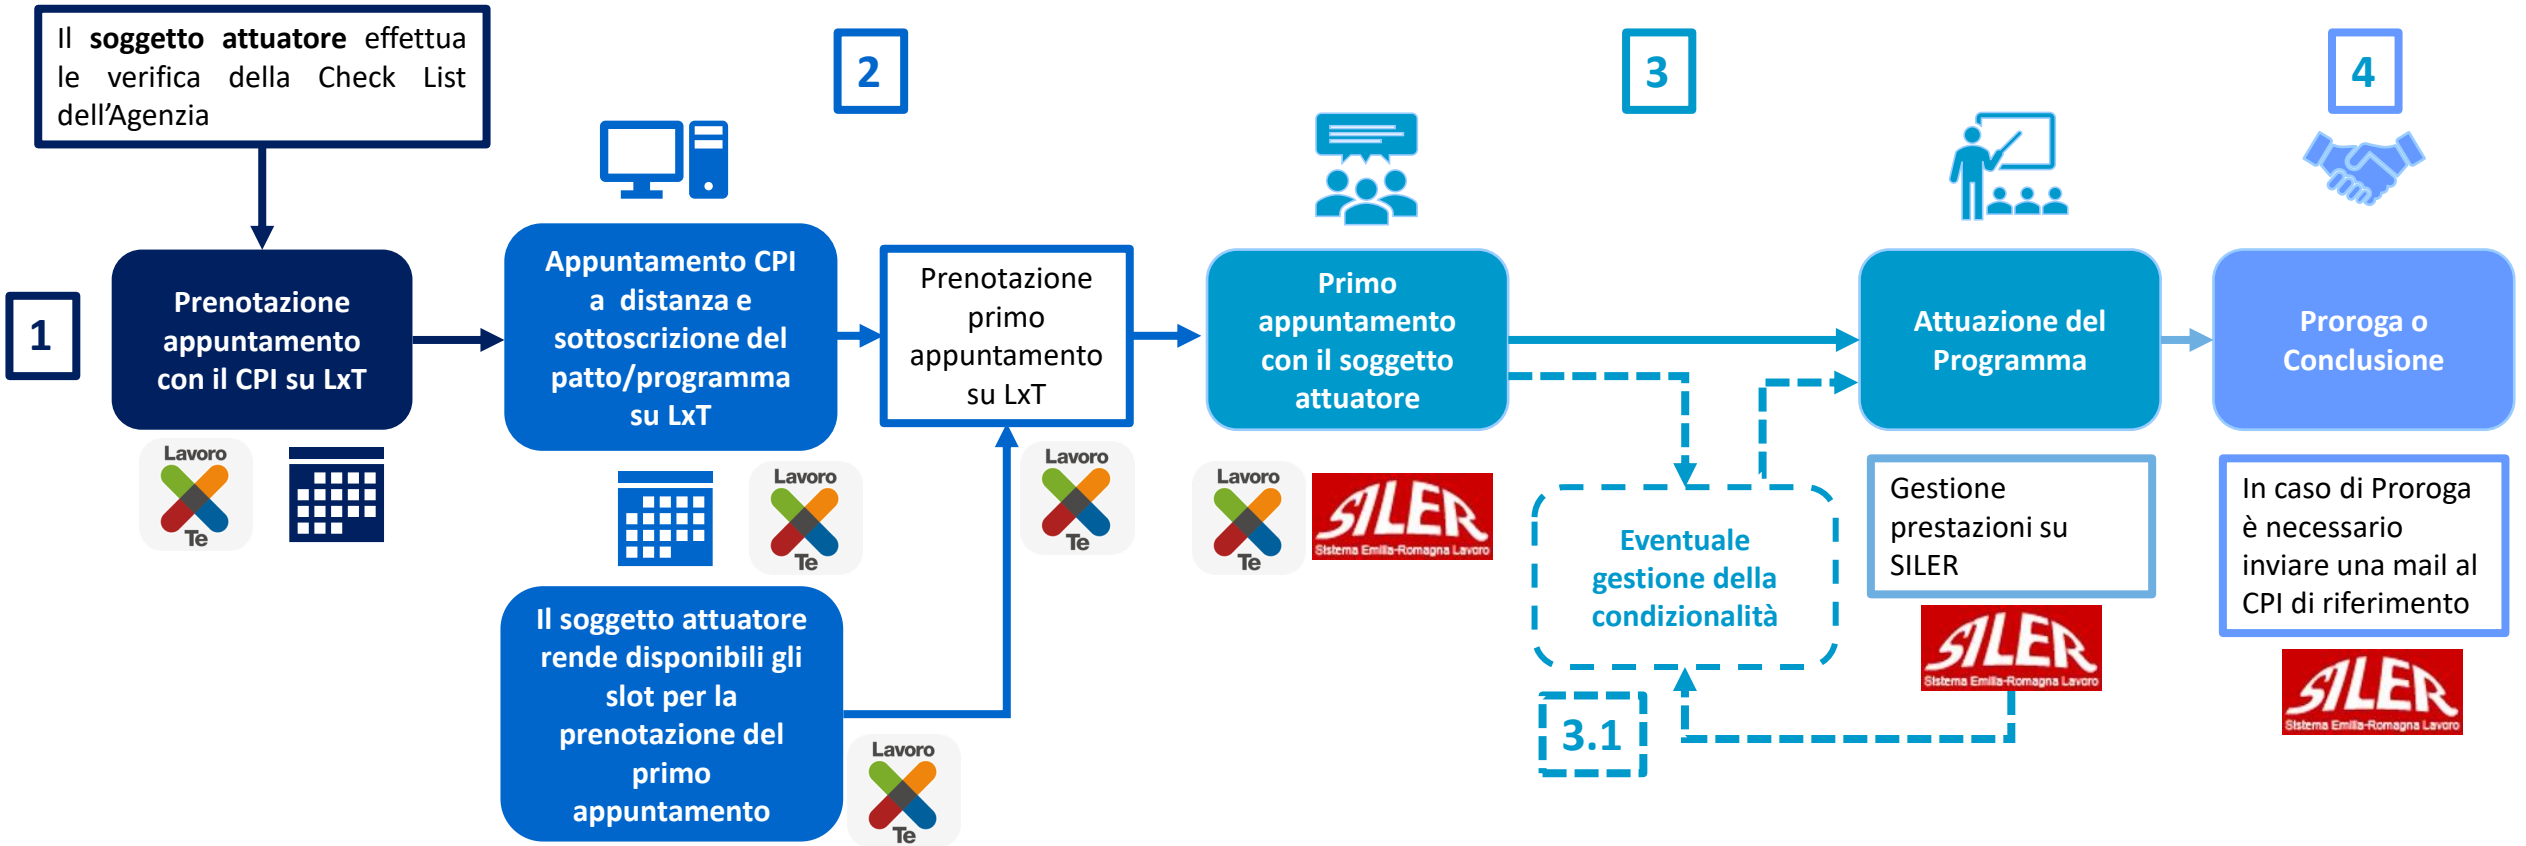 Il soggetto attuatore effettua
le verifica della Check List
dell’Agenzia
1
Prenotazione
appuntamento
con il CPI su LxT
Lavoro
Te
2
Appuntamento CPI
a distanza e
sottoscrizione del
patto/programma
su LxT
Lavoro
Te
Il soggetto attuatore
rende disponibili gli
slot per la
prenotazione del
primo
appuntamento
Lavoro
Te
Prenotazione
primo
appuntamento
su LxT
Lavoro
Te
3
Primo
appuntamento
con il soggetto
attuatore
Lavoro
Te
SILER
Sistema Emilia-Romagna Lavoro
Eventuale
gestione della
condizionalità
3.1
Attuazione del
Programma
Gestione
prestazioni su
SILER
SILER
Sistema Emilia-Romagna Lavoro
4
Proroga o
Conclusione
In caso di Proroga
è necessario
inviare una mail al
CPI di riferimento
SILER
Sistema Emilia-Romagna Lavoro